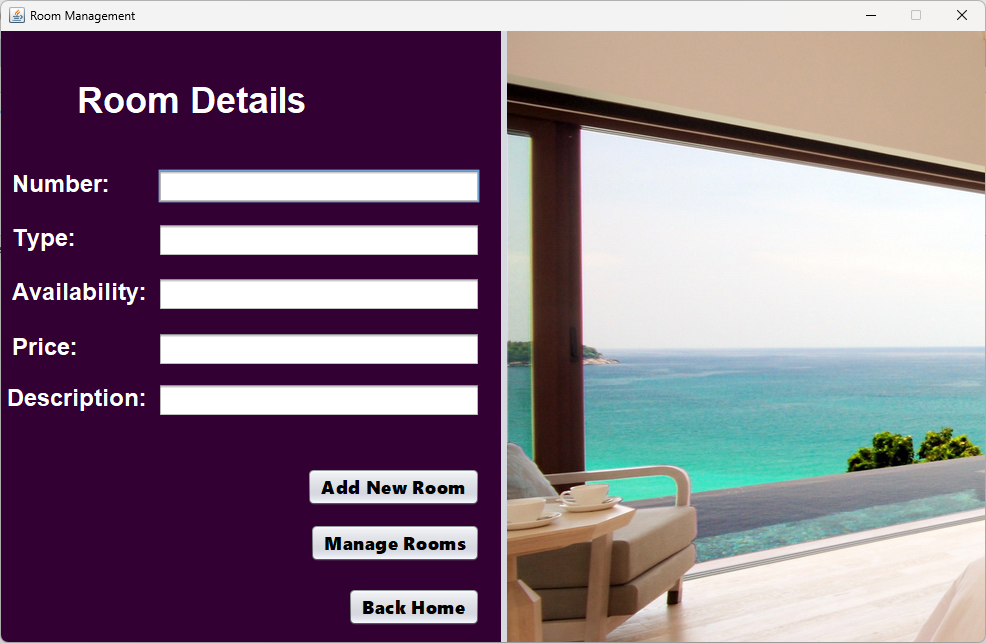 Room Management
Room Details
Number:
Type:
Availability:
Price:
Description:
Add New Room
Manage Rooms
Back Home